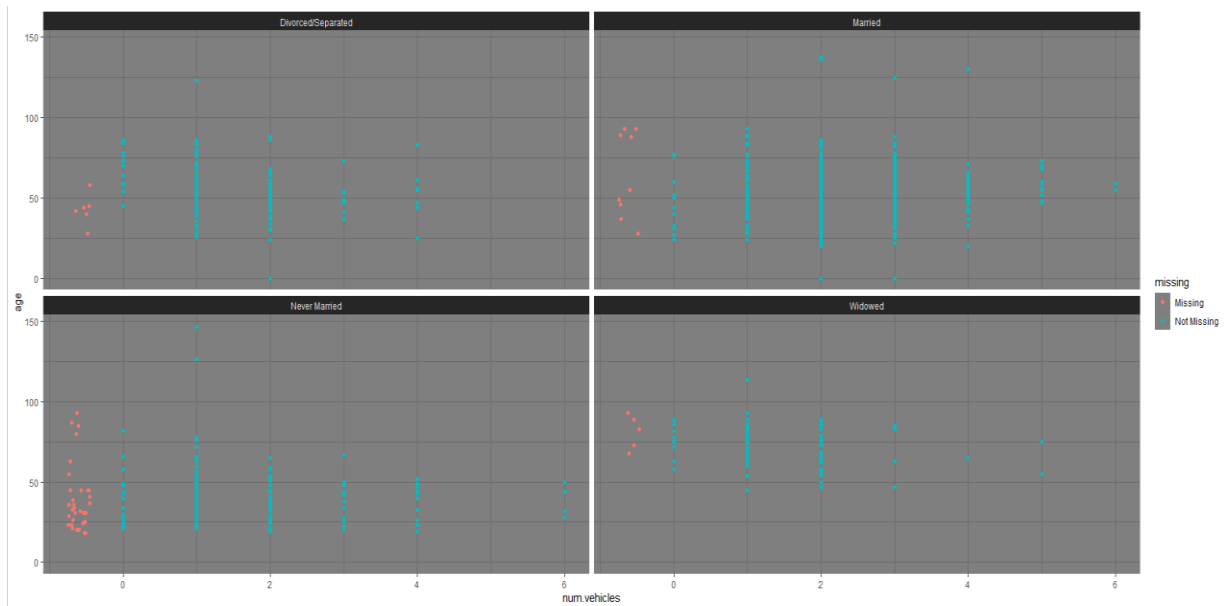 Divorced/Separated
Married
150
100
50
0
age
Never Married
Widowed
150
100
50
0
0
2
4
6
0
2
4
6
num.vehicles
missing
Missing
Not Missing